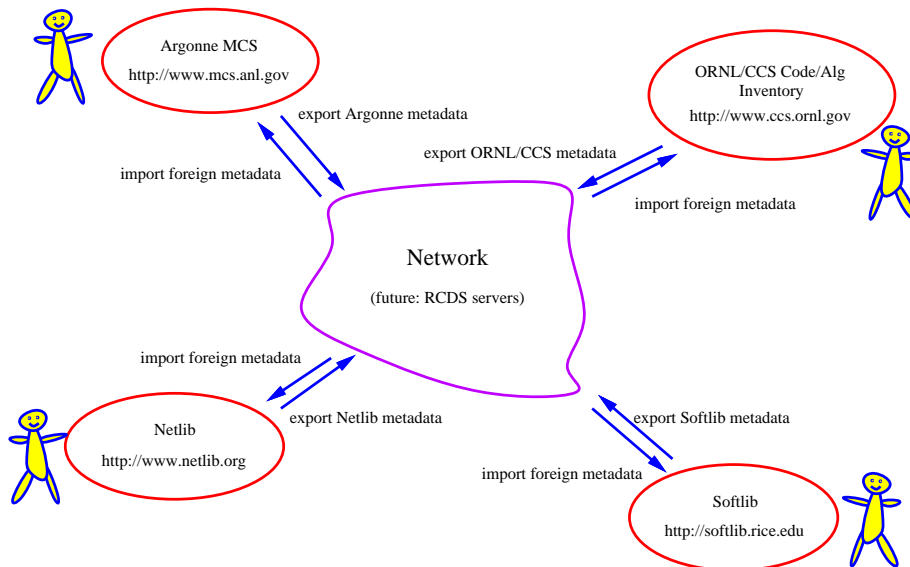 Argonne MCS
http://www.mcs.anl.gov
ORNL/CCS Code/Alg
Inventory
http://www.ccs.ornl.gov
export Argonne metadata
import foreign metadata
export ORNL/CCS metadata
import foreign metadata
Network
(future: RCDS servers)
import foreign metadata
export Netlib metadata
Netlib
http://www.netlib.org
export Softlib metadata
import foreign metadata
Softlib
http://softlib.rice.edu